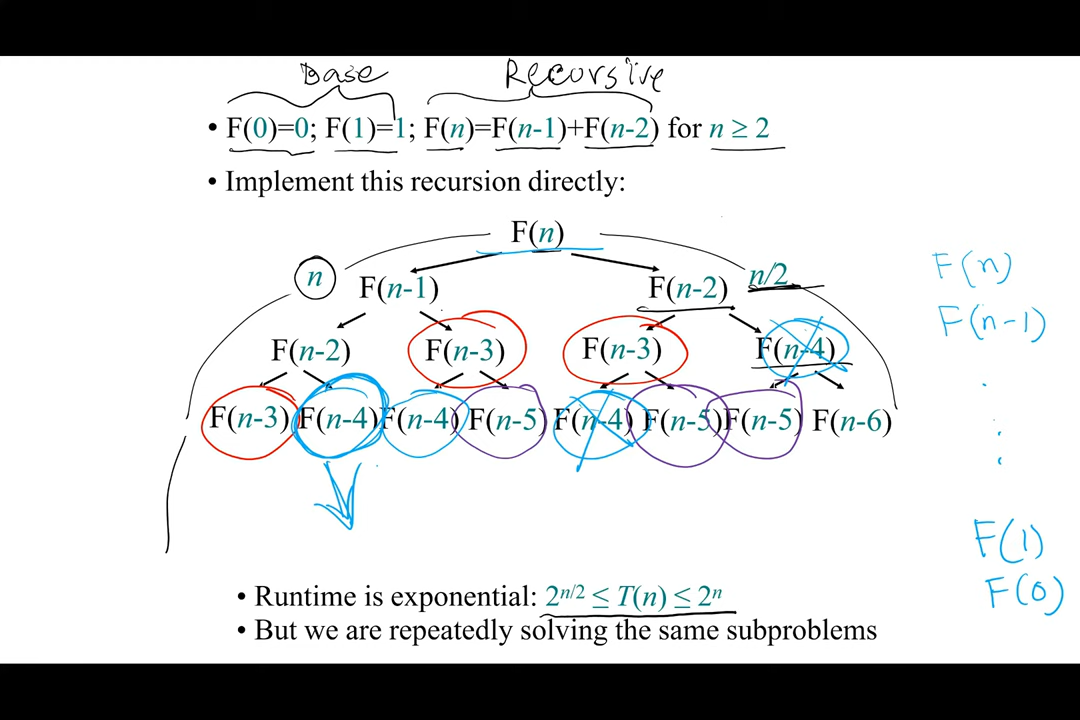 Base Recursive
• F(0)=0; F(1)=1; F(n)=F(n-1)+F(n-2) for n ≥ 2
• Implement this recursion directly:
F(n)
n F(n-1) F(n-2) n/2
F(n-2) F(n-3) F(n-3) F(n-4)
F(n-3) F(n-4) F(n-4) F(n-5) F(n-4) F(n-5) F(n-5) F(n-6)
F(n)
F(n-1)
.
.
:
F(1)
F(0)
• Runtime is exponential: 2^{n/2} ≤ T(n) ≤ 2^n
• But we are repeatedly solving the same subproblems